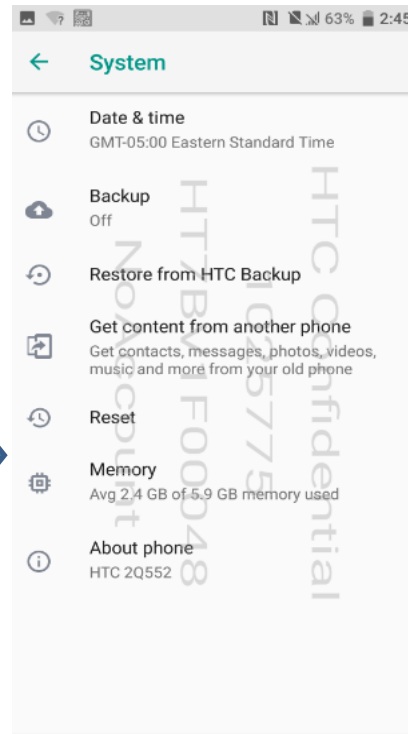 63% 2:45
System
Date & time
GMT-05:00 Eastern Standard Time
Backup
Off
Restore from HTC Backup
Get content from another phone
Get contacts, messages, photos, videos,
music and more from your old phone
Reset
Memory
Avg 2.4 GB of 5.9 GB memory used
About phone
HTC 2Q552
HTC Confidential
1025775
HT7BM1F00048
NoAccount